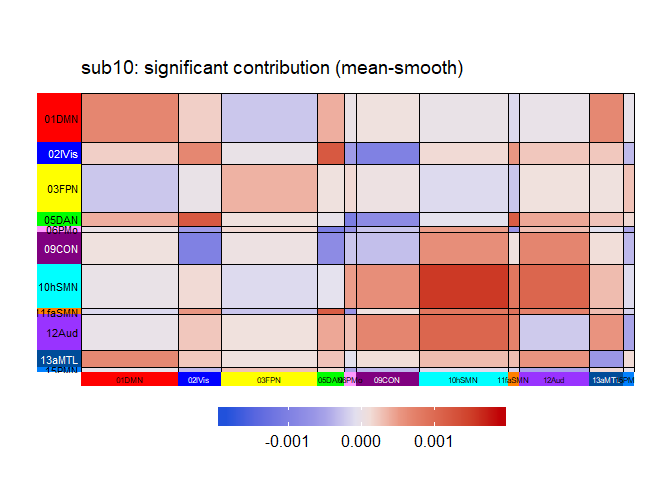 sub10: significant contribution (mean-smooth)
01DMN
02lVis
03FPN
05DAN
06PMo
09CON
10hSMN
11faSMN
12Aud
13aMTL
15PMN
01DMN
02lVis
03FPN
05DAN
06PMo
09CON
10hSMN
11faSMN
12Aud
13aMTL
-0.001 0.000 0.001